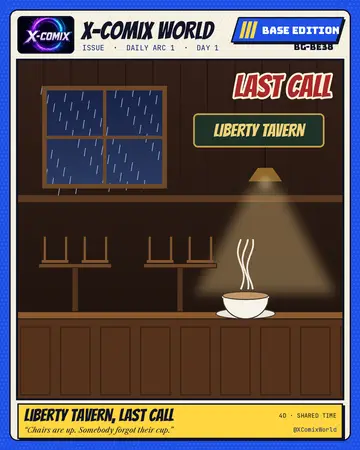 X-COMIX
X-COMIX WORLD
BASE EDITION
ISSUE · DAILY ARC 1 · DAY 1
BG-BE38
LAST CALL
LIBERTY TAVERN
LIBERTY TAVERN, LAST CALL
4D · SHARED TIME
"Chairs are up. Somebody forgot their cup."
@XComixWorld